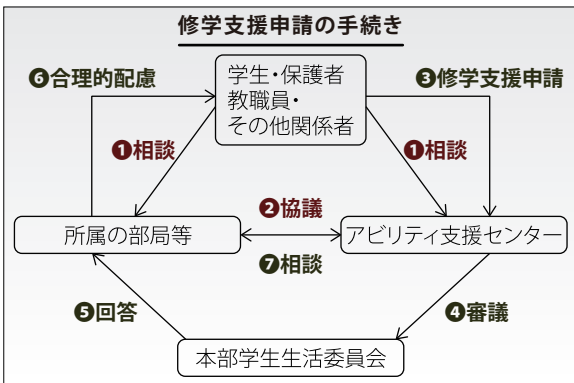 修学支援申請の手続き
❻合理的配慮
学生・保護者
教職員・
その他関係者
❸修学支援申請
❶相談
❶相談
❷協議
所属の部局等
アビリティ支援センター
❼相談
❺回答
❹審議
本部学生生活委員会